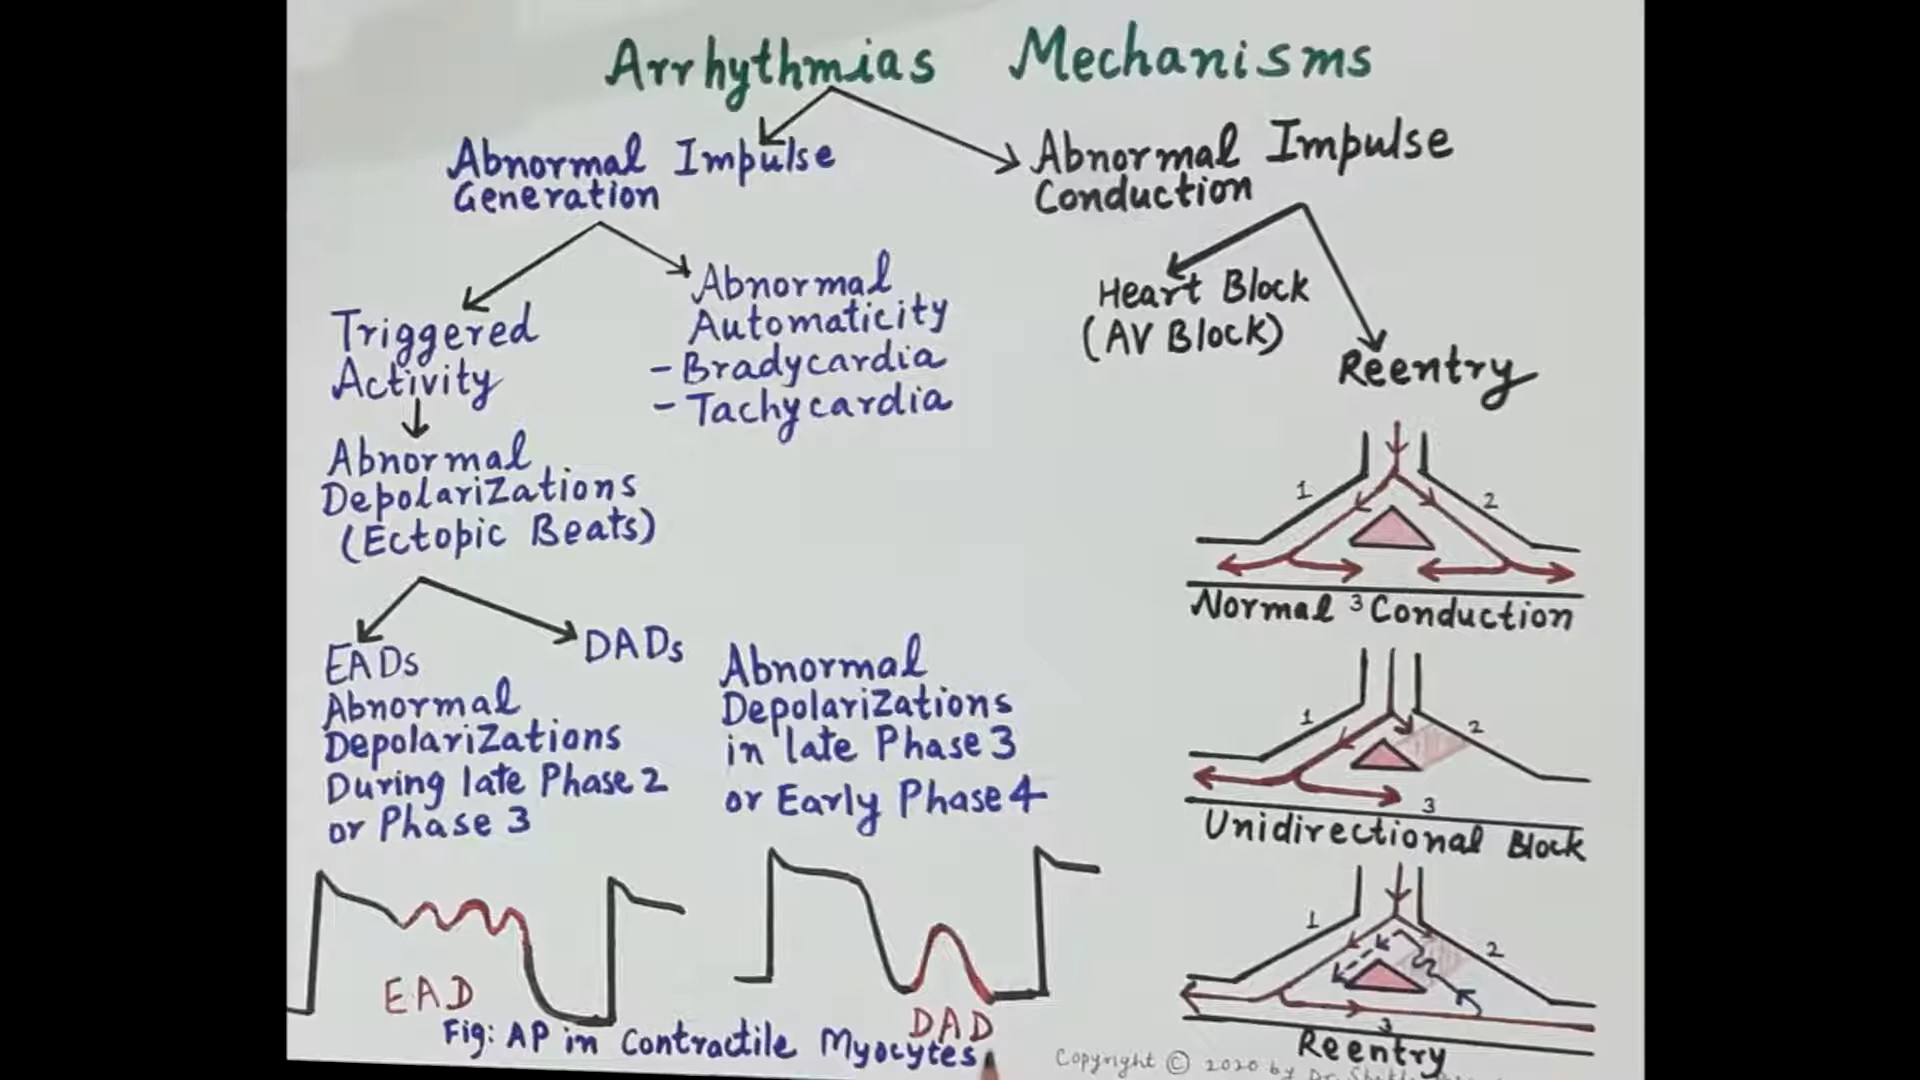 Arrhythmias Mechanisms
Abnormal Impulse
Generation
Abnormal Impulse
Conduction
Triggered
Activity
Abnormal
Automaticity
- Bradycardia
- Tachycardia
Heart Block
(AV Block)
Reentry
Abnormal
Depolarizations
(Ectopic Beats)
EADs
Abnormal
Depolarizations
During late Phase 2
or Phase 3
DADs
Abnormal
Depolarizations
in late Phase 3
or Early Phase 4
EAD
DAD
Fig: AP in Contractile Myocytes
1
2
3
Normal Conduction
1
2
3
Unidirectional Block
1
2
3
Reentry
Copyright © 2020 by Dr.